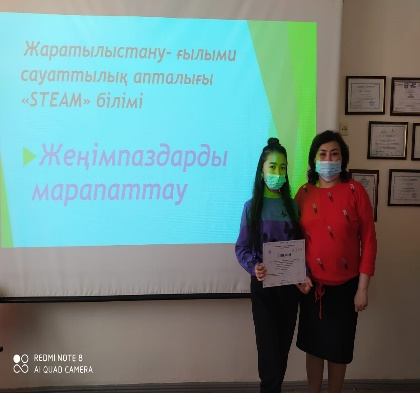 Жаратылыстану- ғылыми
сауаттылық апталығы
«STEAM» білімі
Жеңімпаздарды
марапаттау
REDMI NOTE 8
AI QUAD CAMERA